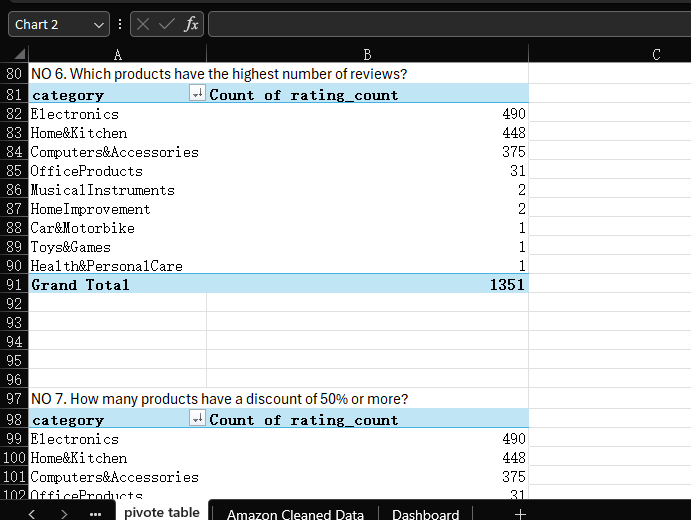 Chart 2 fx
A B C
80 NO 6. Which products have the highest number of reviews?
81 category Count of rating_count
82 Electronics 490
83 Home&Kitchen 448
84 Computers&Accessories 375
85 OfficeProducts 31
86 MusicalInstruments 2
87 HomeImprovement 2
88 Car&Motorbike 1
89 Toys&Games 1
90 Health&PersonalCare 1
91 Grand Total 1351
92
93
94
95
96
97 NO 7. How many products have a discount of 50% or more?
98 category Count of rating_count
99 Electronics 490
100 Home&Kitchen 448
101 Computers&Accessories 375
102 OfficeProducts 31
pivote table Amazon Cleaned Data Dashboard